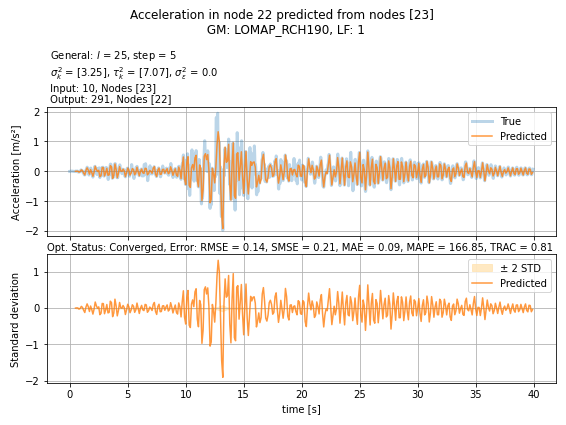 Acceleration in node 22 predicted from nodes [23]
GM: LOMAP_RCH190, LF: 1
General: l = 25, step = 5
σ²ₖ = [3.25], τ²ₖ = [7.07], σ²ε = 0.0
Input: 10, Nodes [23]
Output: 291, Nodes [22]
Acceleration [m/s²]
2
1
0
−1
−2
True
Predicted
Opt. Status: Converged, Error: RMSE = 0.14, SMSE = 0.21, MAE = 0.09, MAPE = 166.85, TRAC = 0.81
Standard deviation
1
0
−1
−2
± 2 STD
Predicted
0 5 10 15 20 25 30 35 40
time [s]